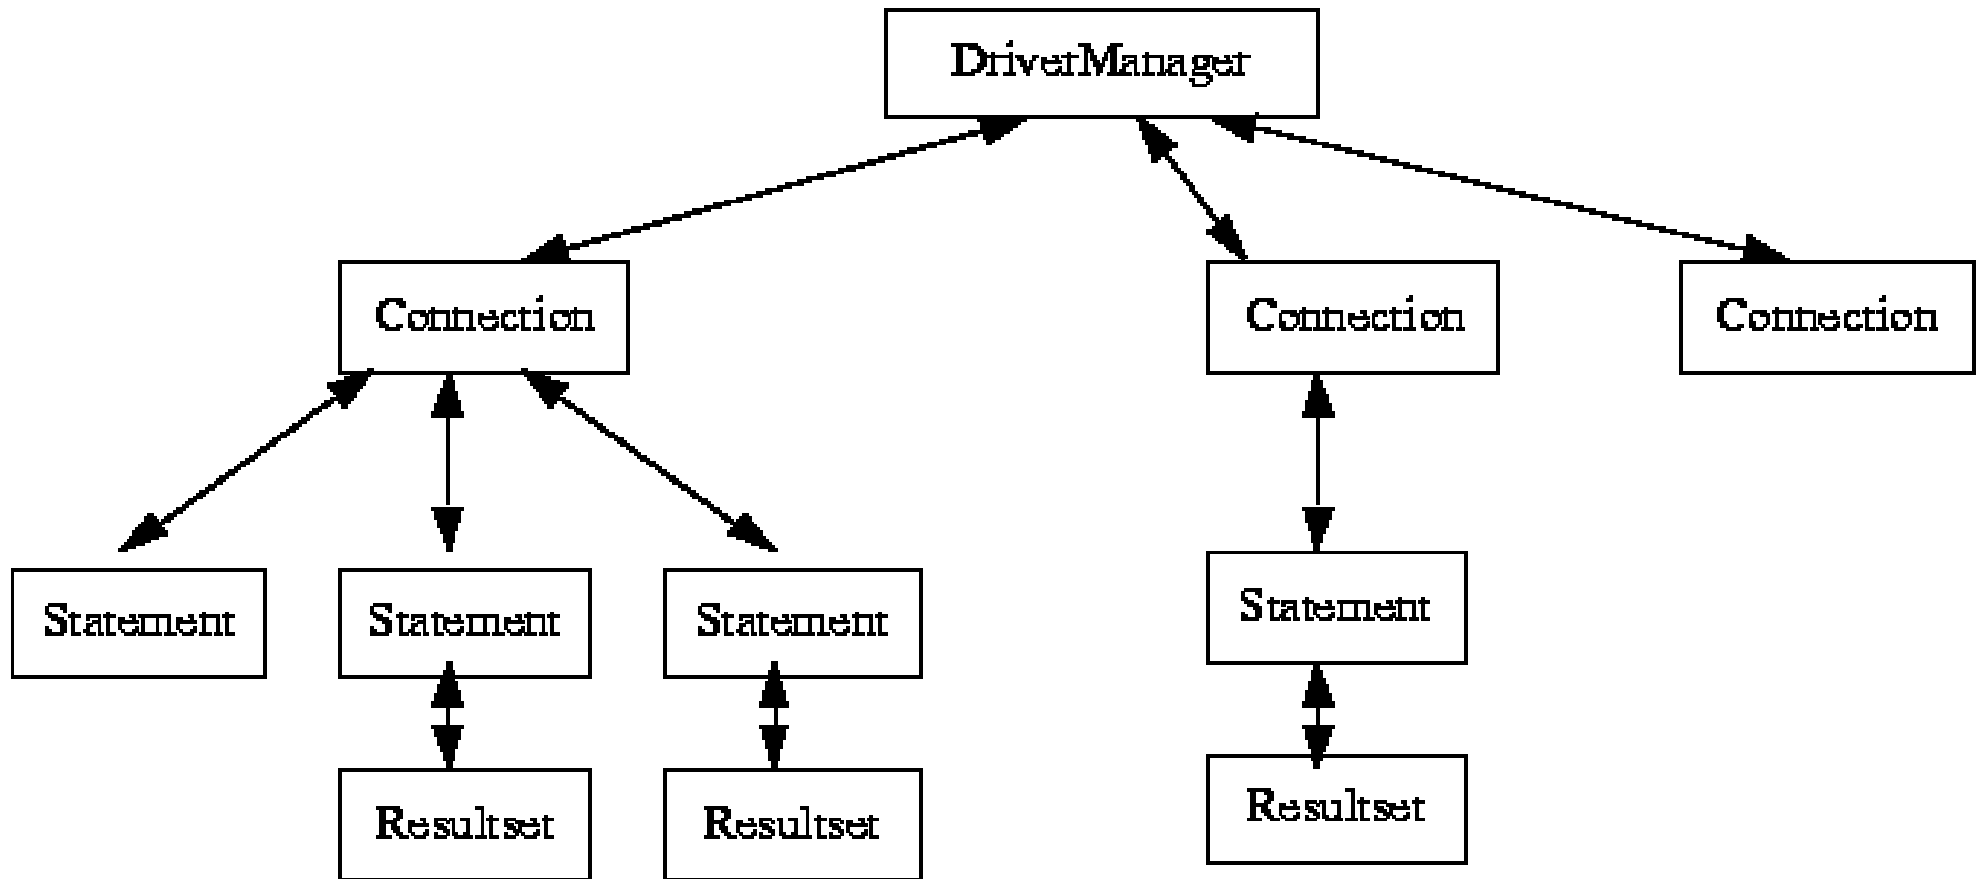 DriverManager
Connection
Connection
Connection
Statement
Statement
Statement
Statement
Resultset
Resultset
Resultset